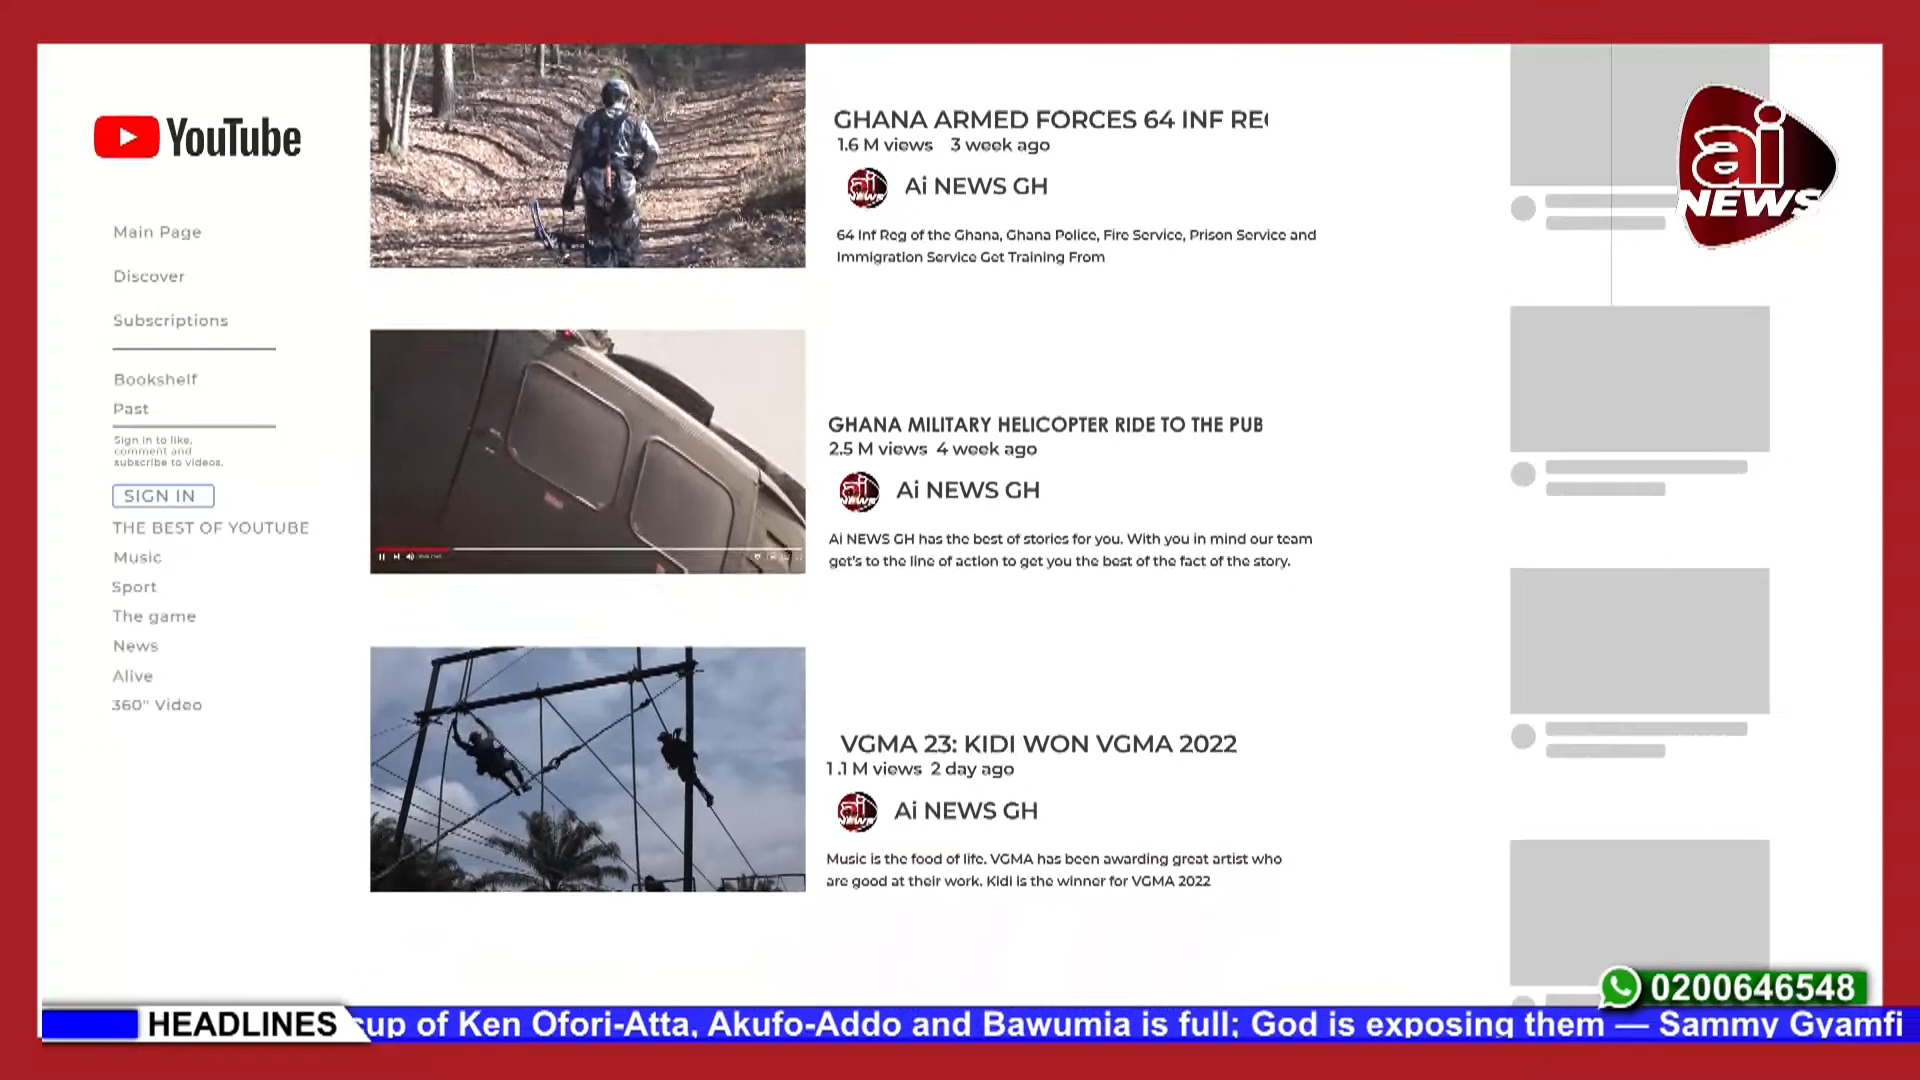 YouTube
Main Page
Discover
Subscriptions
Bookshelf
Past
Sign in to like,
comment and
subscribe to videos.
SIGN IN
THE BEST OF YOUTUBE
Music
Sport
The game
News
Alive
360" Video
GHANA ARMED FORCES 64 INF RE
1.6 M views 3 week ago
ai NEWS
Ai NEWS GH
64 Inf Reg of the Ghana, Ghana Police, Fire Service, Prison Service and
Immigration Service Get Training From
GHANA MILITARY HELICOPTER RIDE TO THE PUB
2.5 M views 4 week ago
ai NEWS
Ai NEWS GH
Ai NEWS GH has the best of stories for you. With you in mind our team
get's to the line of action to get you the best of the fact of the story.
VGMA 23: KIDI WON VGMA 2022
1.1 M views 2 day ago
ai NEWS
Ai NEWS GH
Music is the food of life. VGMA has been awarding great artist who
are good at their work. Kidi is the winner for VGMA 2022
ai
NEWS
0200646548
HEADLINES
cup of Ken Ofori-Atta, Akufo-Addo and Bawumia is full; God is exposing them — Sammy Gyamfi